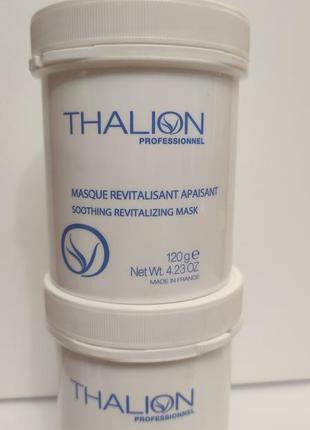 THALION
PROFESSIONNEL
MASQUE REVITALISANT APAISANT
SOOTHING REVITALIZING MASK
120g℮
Net Wt. 4.23 OZ
MADE IN FRANCE
THALION
PROFESSIONNEL